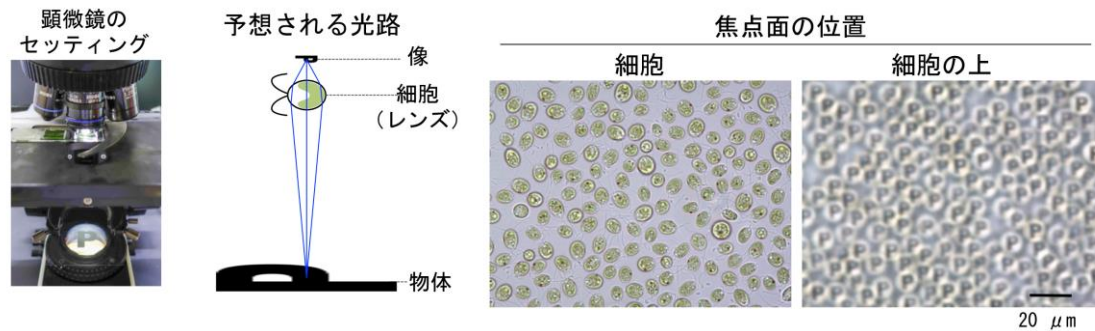 顕微鏡の
セッティング
P
予想される光路
像
細胞
(レンズ)
物体
焦点面の位置
細胞
細胞の上
20 μm